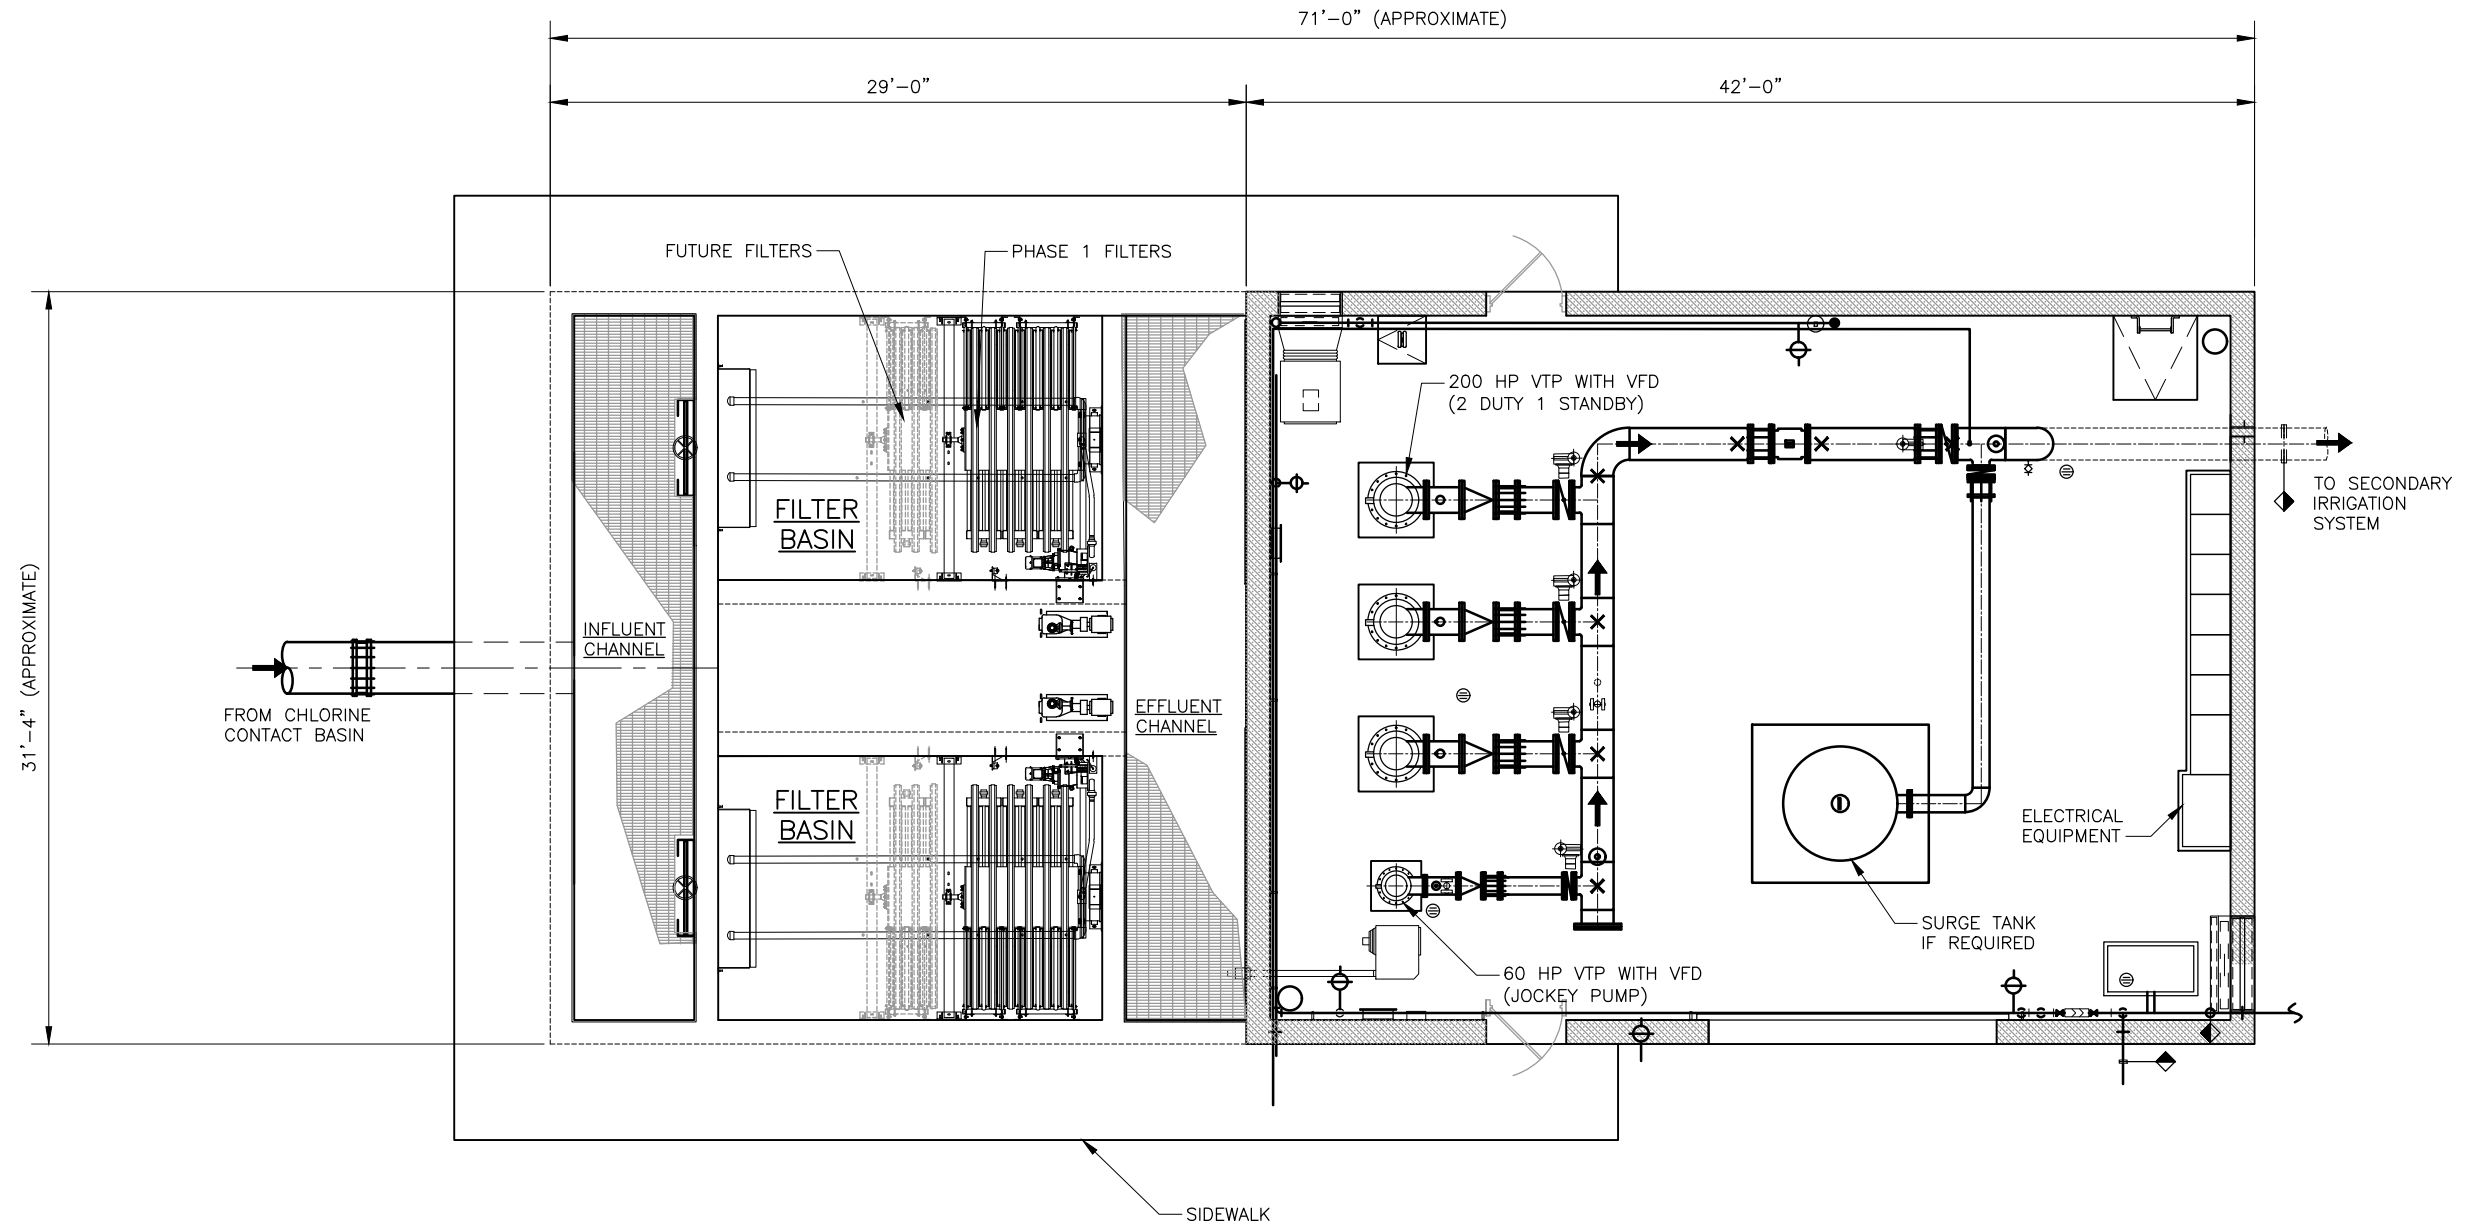 71'-0" (APPROXIMATE)
29'-0"
42'-0"
FUTURE FILTERS
PHASE 1 FILTERS
200 HP VTP WITH VFD
(2 DUTY 1 STANDBY)
TO SECONDARY
IRRIGATION
SYSTEM
FILTER
BASIN
31'-4" (APPROXIMATE)
INFLUENT
CHANNEL
FROM CHLORINE
CONTACT BASIN
EFFLUENT
CHANNEL
FILTER
BASIN
ELECTRICAL
EQUIPMENT
SURGE TANK
IF REQUIRED
60 HP VTP WITH VFD
(JOCKEY PUMP)
SIDEWALK